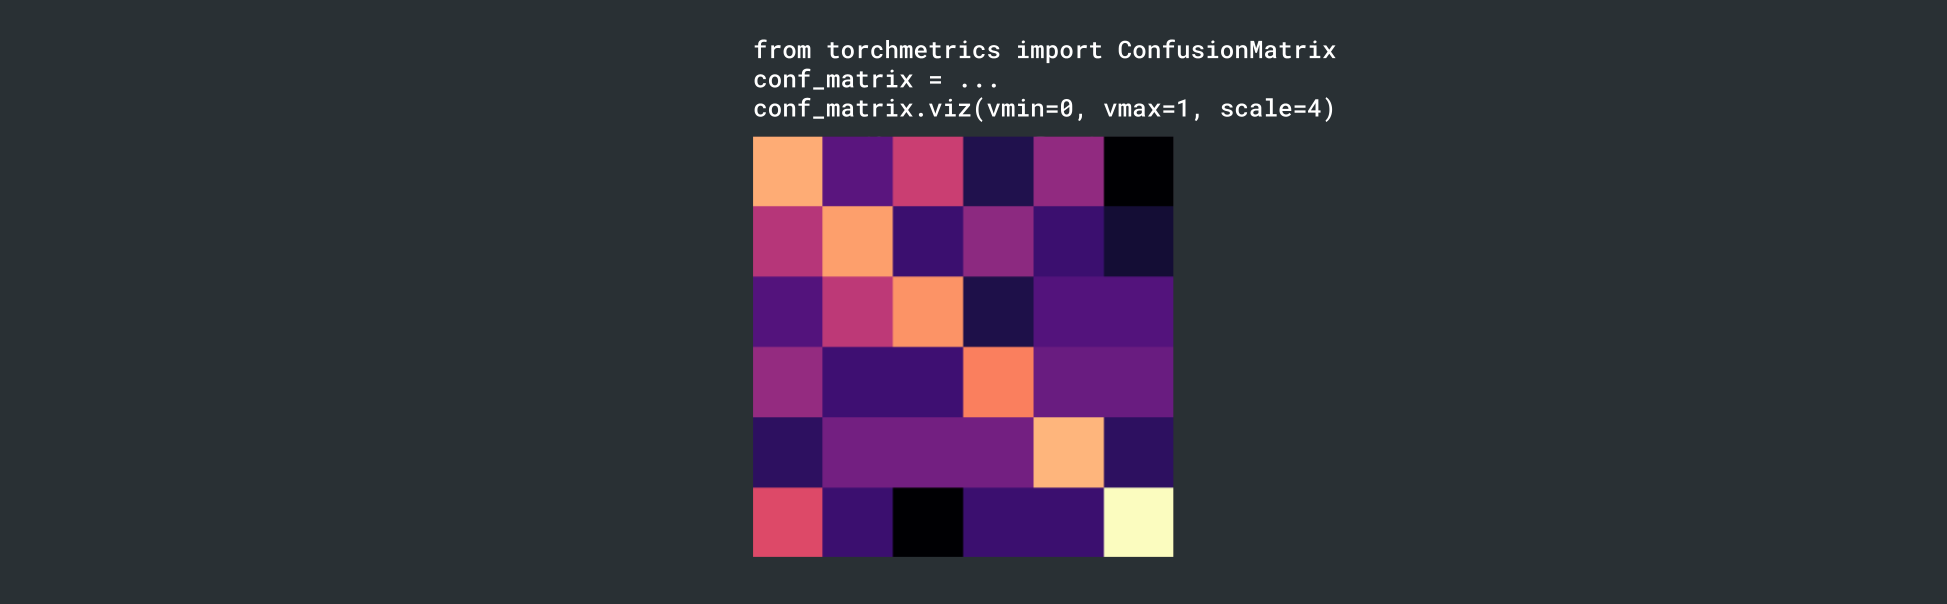 from torchmetrics import ConfusionMatrix
conf_matrix = ...
conf_matrix.viz(vmin=0, vmax=1, scale=4)